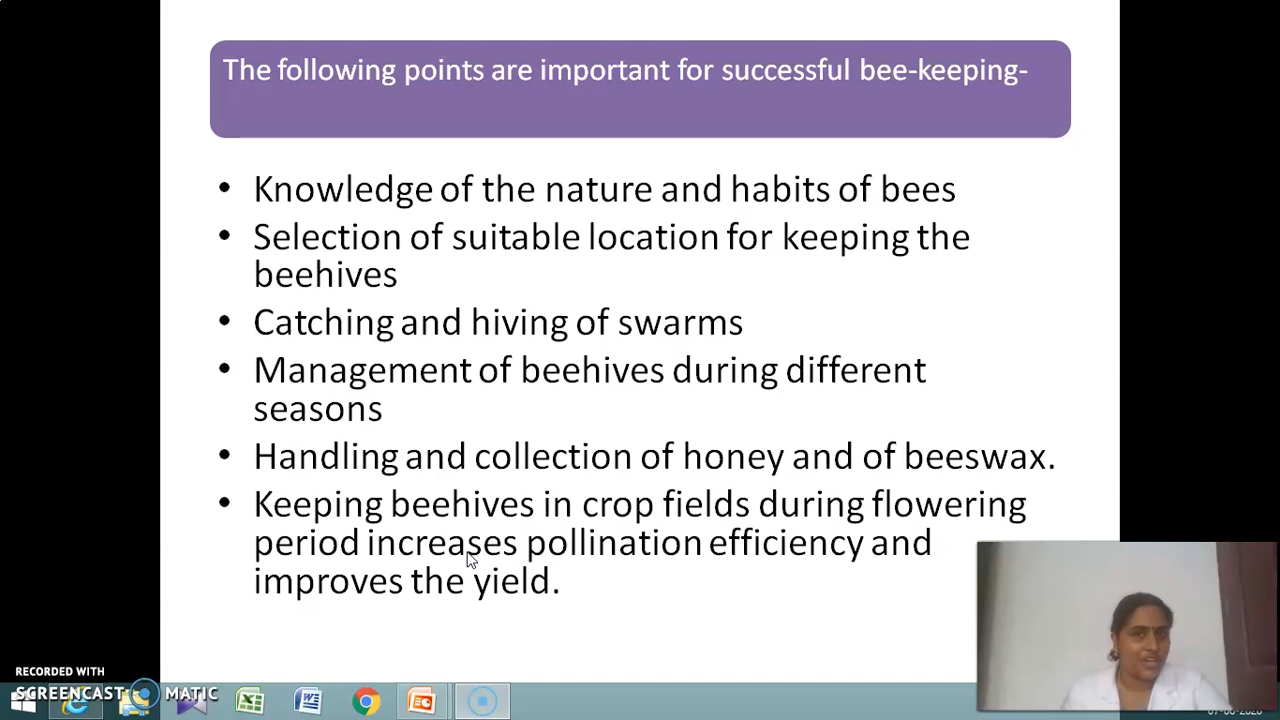 The following points are important for successful bee-keeping-
• Knowledge of the nature and habits of bees
• Selection of suitable location for keeping the
beehives
• Catching and hiving of swarms
• Management of beehives during different
seasons
• Handling and collection of honey and of beeswax.
• Keeping beehives in crop fields during flowering
period increases pollination efficiency and
improves the yield.
RECORDED WITH
SCREENCAST MATIC